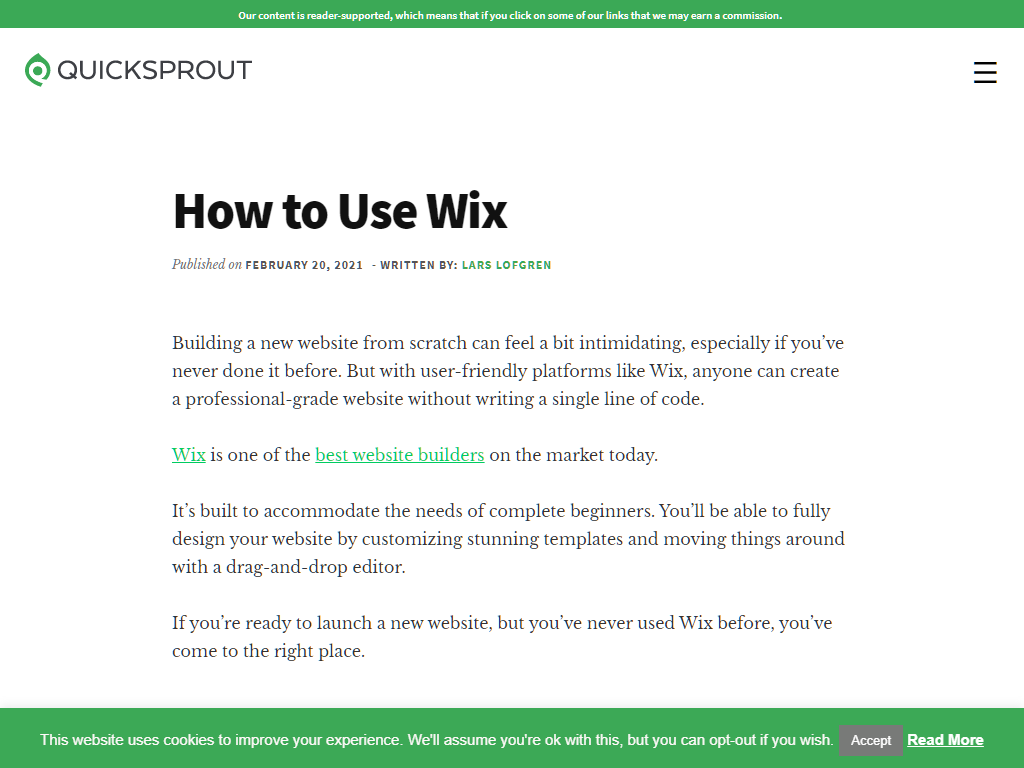 Our content is reader-supported, which means that if you click on some of our links that we may earn a commission.
QUICKSPROUT
How to Use Wix
Published on FEBRUARY 20, 2021 - WRITTEN BY: LARS LOFGREN
Building a new website from scratch can feel a bit intimidating, especially if you’ve
never done it before. But with user-friendly platforms like Wix, anyone can create
a professional-grade website without writing a single line of code.
Wix is one of the best website builders on the market today.
It’s built to accommodate the needs of complete beginners. You’ll be able to fully
design your website by customizing stunning templates and moving things around
with a drag-and-drop editor.
If you’re ready to launch a new website, but you’ve never used Wix before, you’ve
come to the right place.
This website uses cookies to improve your experience. We'll assume you're ok with this, but you can opt-out if you wish. Accept Read More